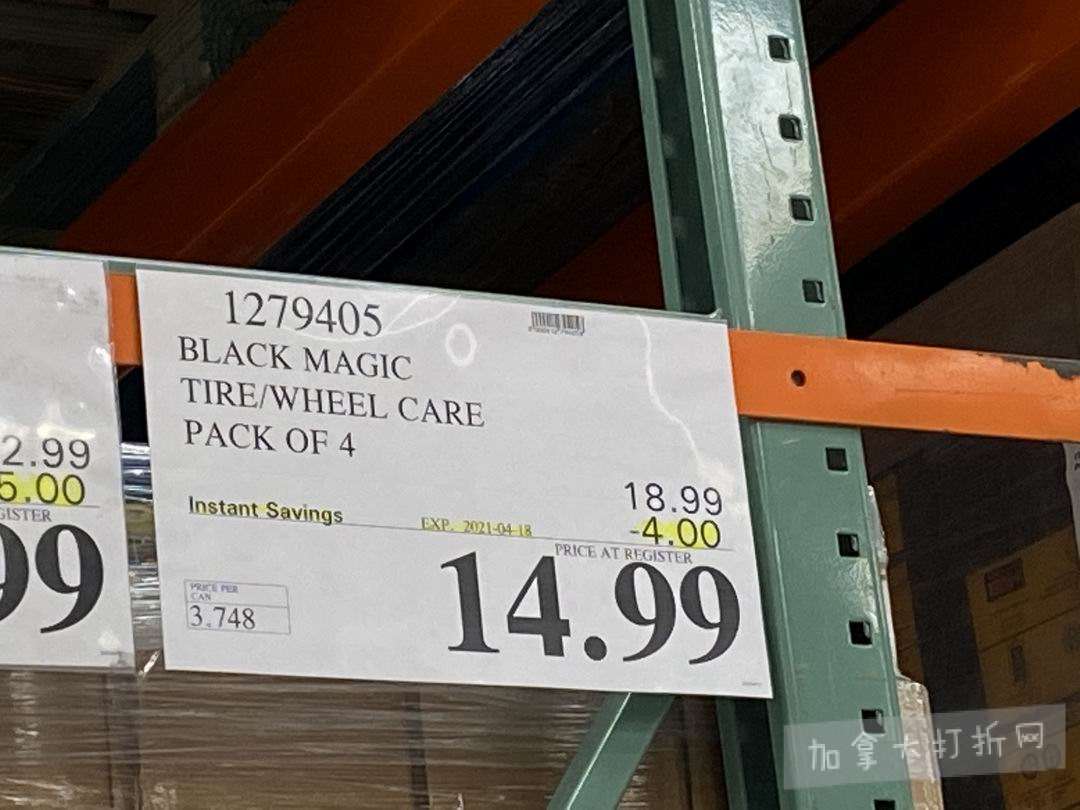 1279405
BLACK MAGIC
TIRE/WHEEL CARE
PACK OF 4
18.99
Instant Savings EXP. 2021-04-18 -4.00
PRICE AT REGISTER
14.99
PRICE PER
CAN
3.748
2.99
5.00
GISTER
99
加拿大打折网